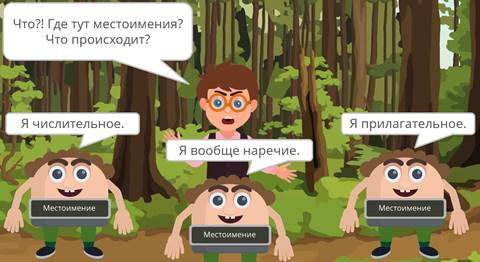 Что?! Где тут местоимения?
Что происходит?
Я числительное.
Я вообще наречие.
Я прилагательное.
Местоимение
Местоимение
Местоимение